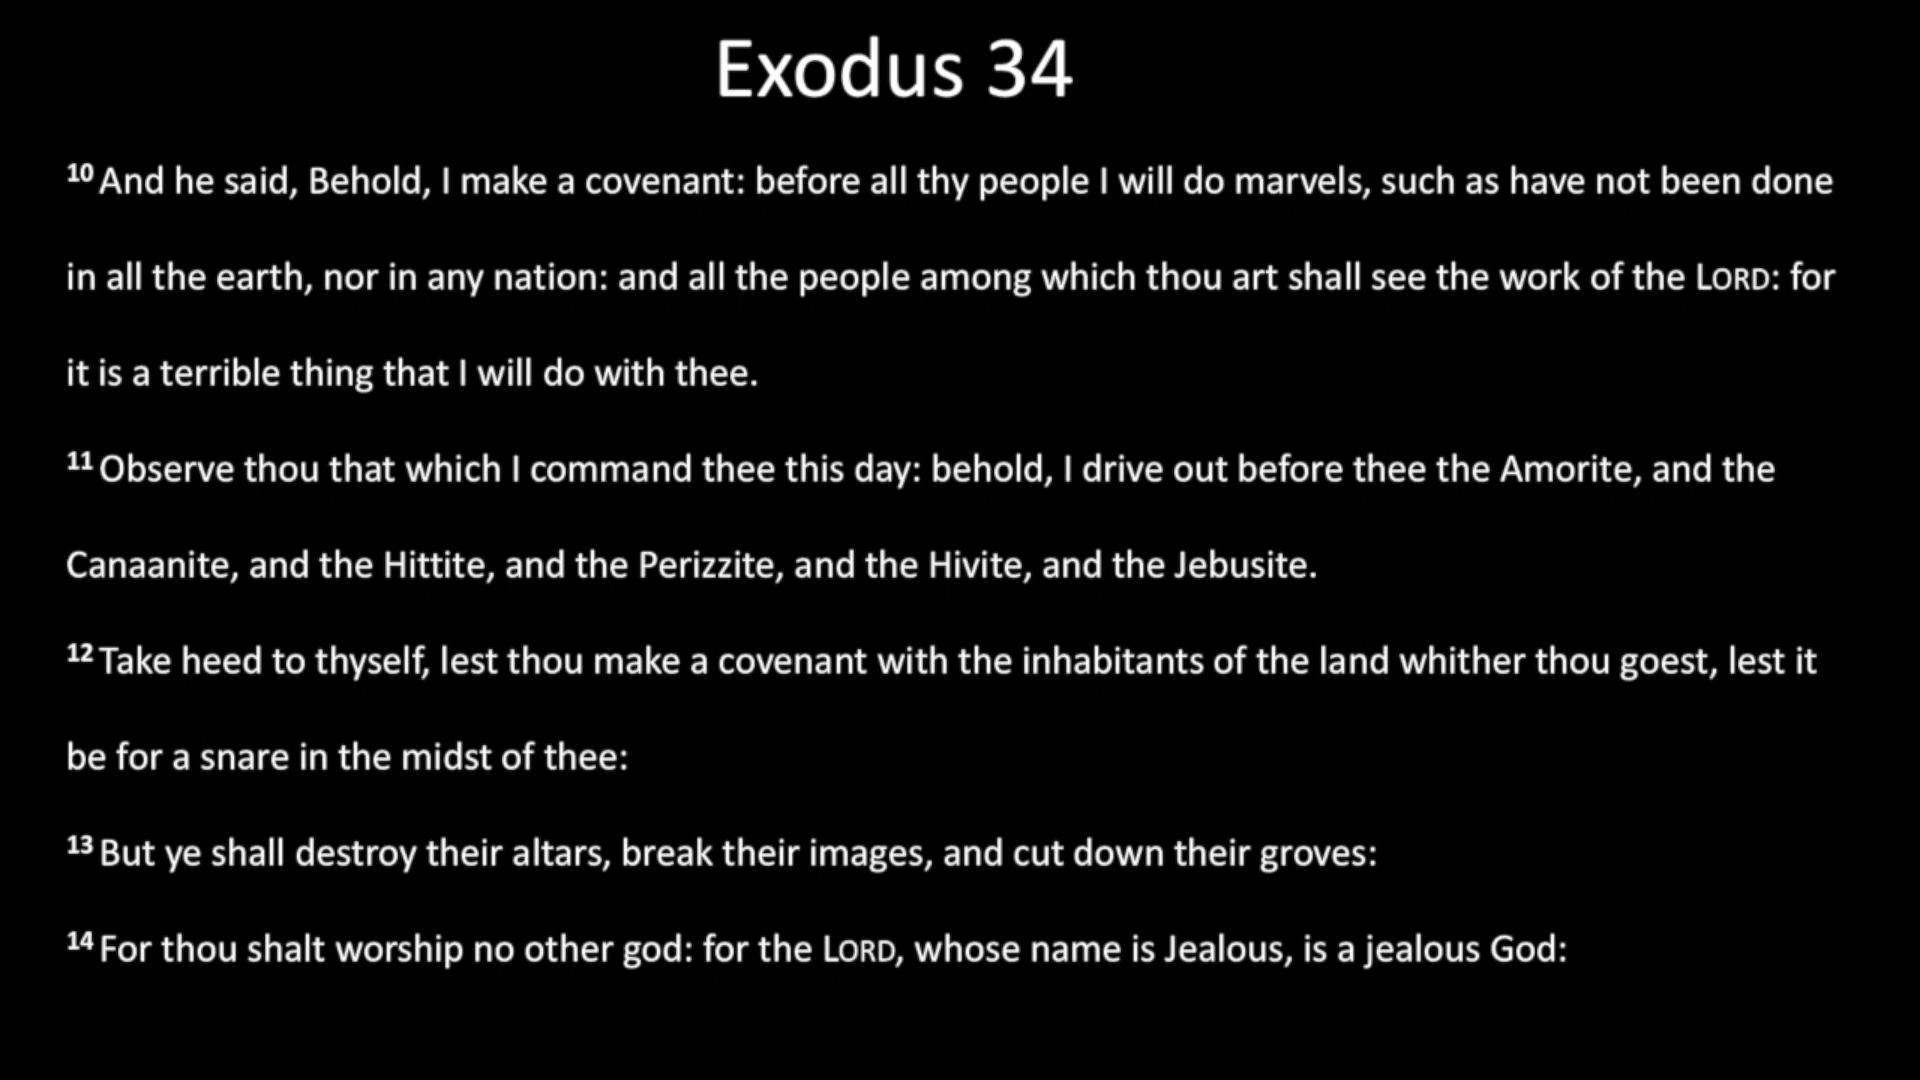 Exodus 34
10 And he said, Behold, I make a covenant: before all thy people I will do marvels, such as have not been done
in all the earth, nor in any nation: and all the people among which thou art shall see the work of the LORD: for
it is a terrible thing that I will do with thee.
11 Observe thou that which I command thee this day: behold, I drive out before thee the Amorite, and the
Canaanite, and the Hittite, and the Perizzite, and the Hivite, and the Jebusite.
12 Take heed to thyself, lest thou make a covenant with the inhabitants of the land whither thou goest, lest it
be for a snare in the midst of thee:
13 But ye shall destroy their altars, break their images, and cut down their groves:
14 For thou shalt worship no other god: for the LORD, whose name is Jealous, is a jealous God: